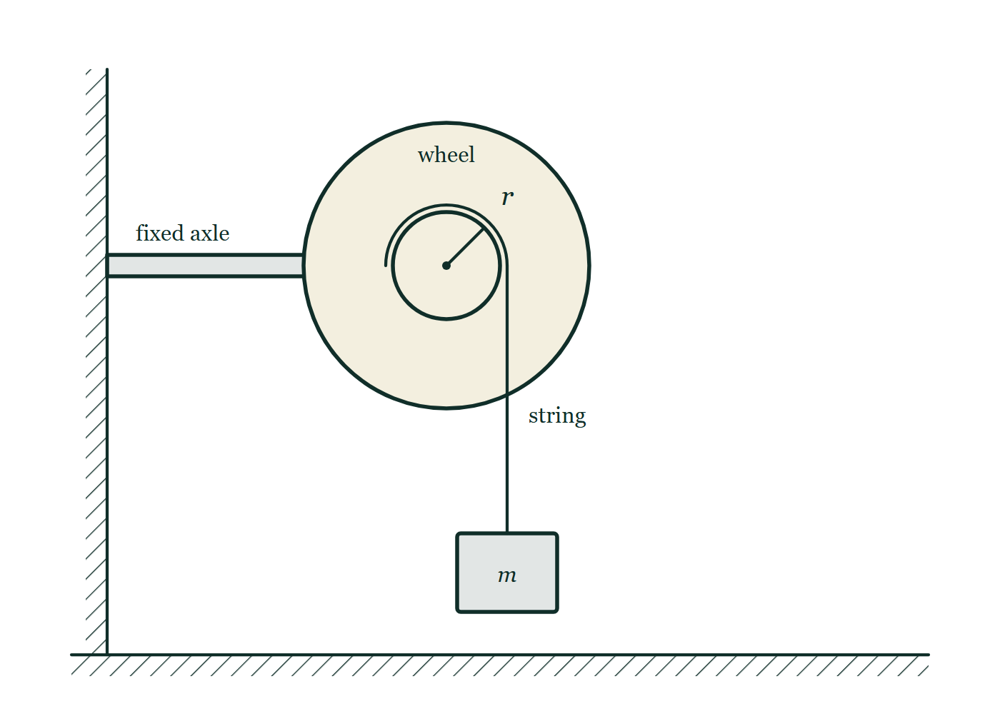 wheel
r
fixed axle
string
m